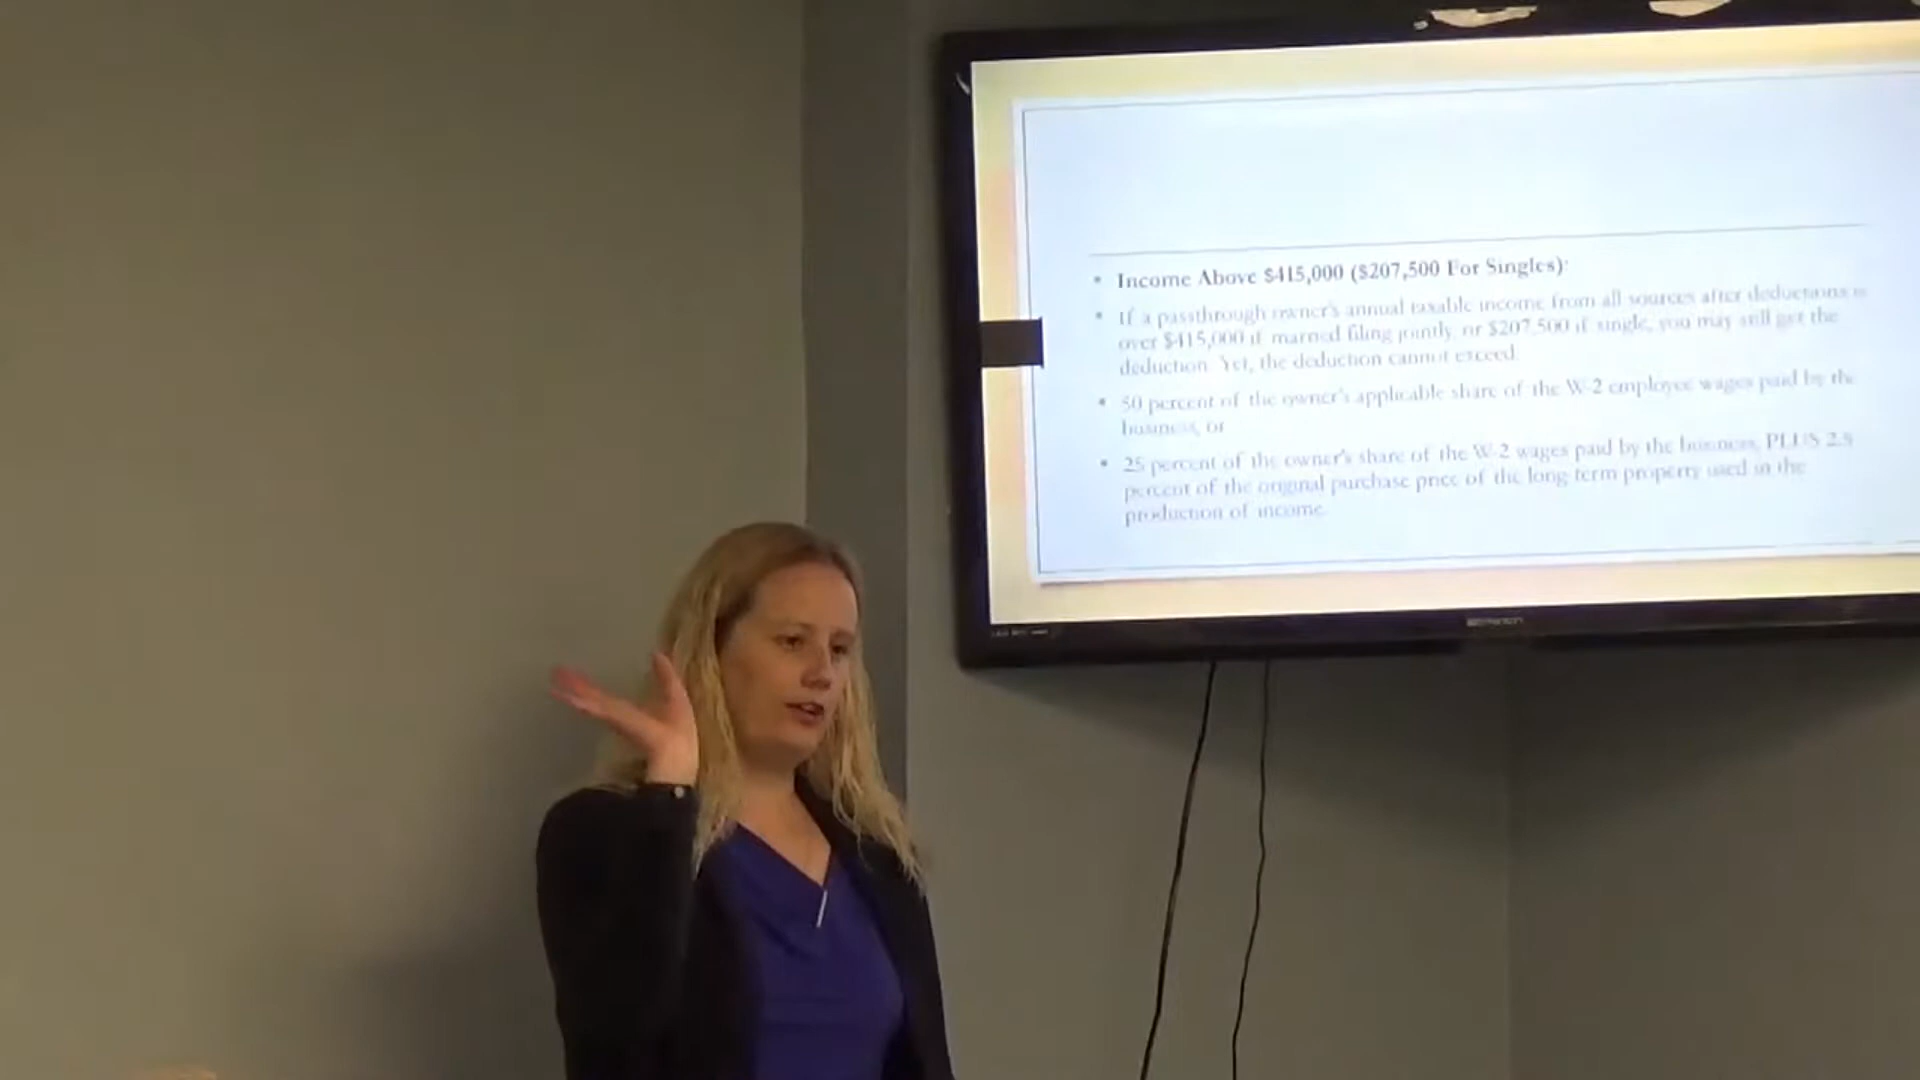 • Income Above $415,000 ($207,500 For Singles):
• If a passthrough owner's annual taxable income from all sources after deductions is
over $415,000 if married filing jointly, or $207,500 if single, you may still get the
deduction. Yet, the deduction cannot exceed
• 50 percent of the owner's applicable share of the W-2 employee wages paid by the
business, or
• 25 percent of the owner's share of the W-2 wages paid by the business, PLUS 2.5
percent of the original purchase price of the long term property used in the
production of income.